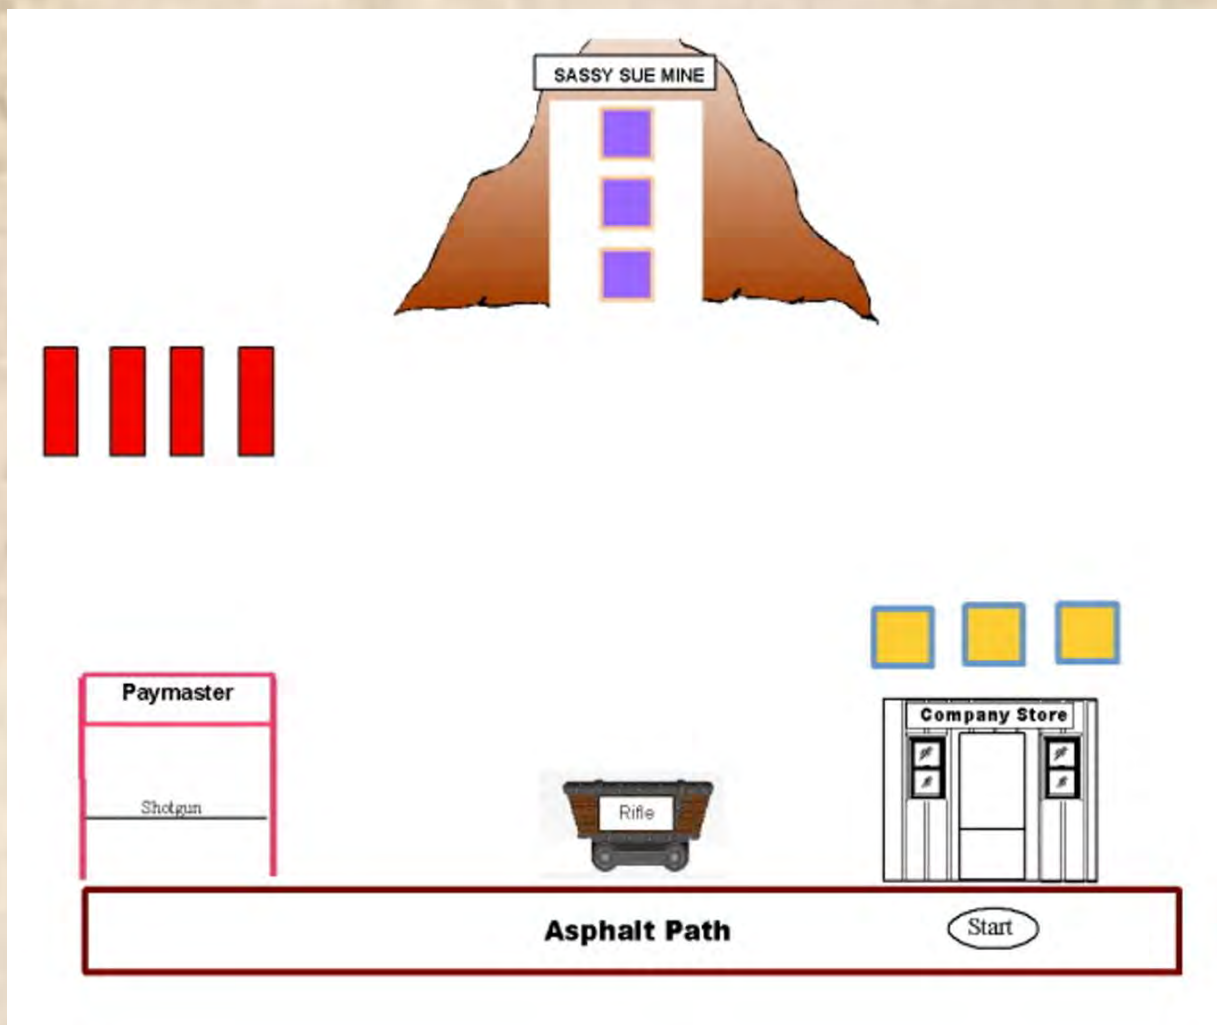 SASSY SUE MINE
Paymaster
Company Store
Shotgun
Rifle
Asphalt Path
Start